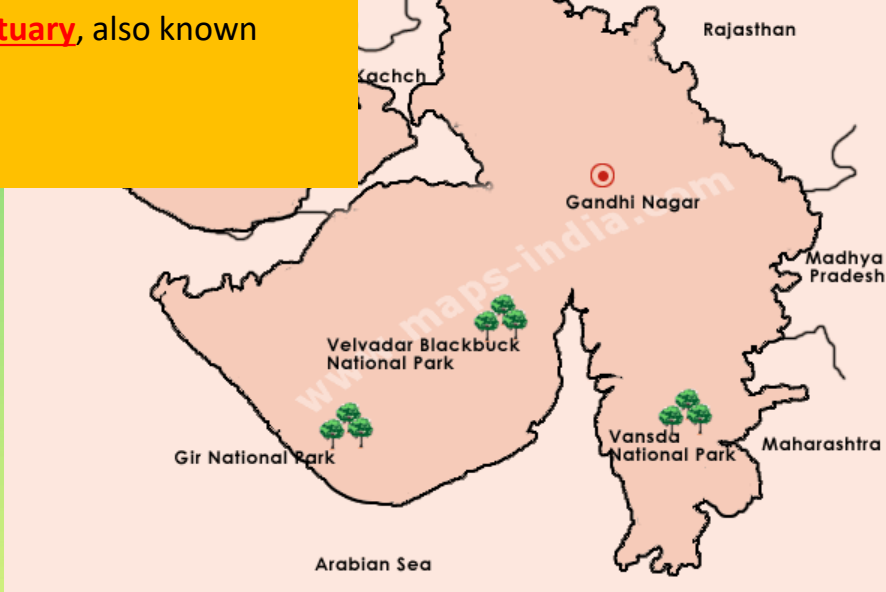 tuary, also known
Rajasthan
Kachch
Gandhi Nagar
Madhya
Pradesh
www.maps-india.com
Velvadar Blackbuck
National Park
Vansda
National Park
Maharashtra
Gir National Park
Arabian Sea